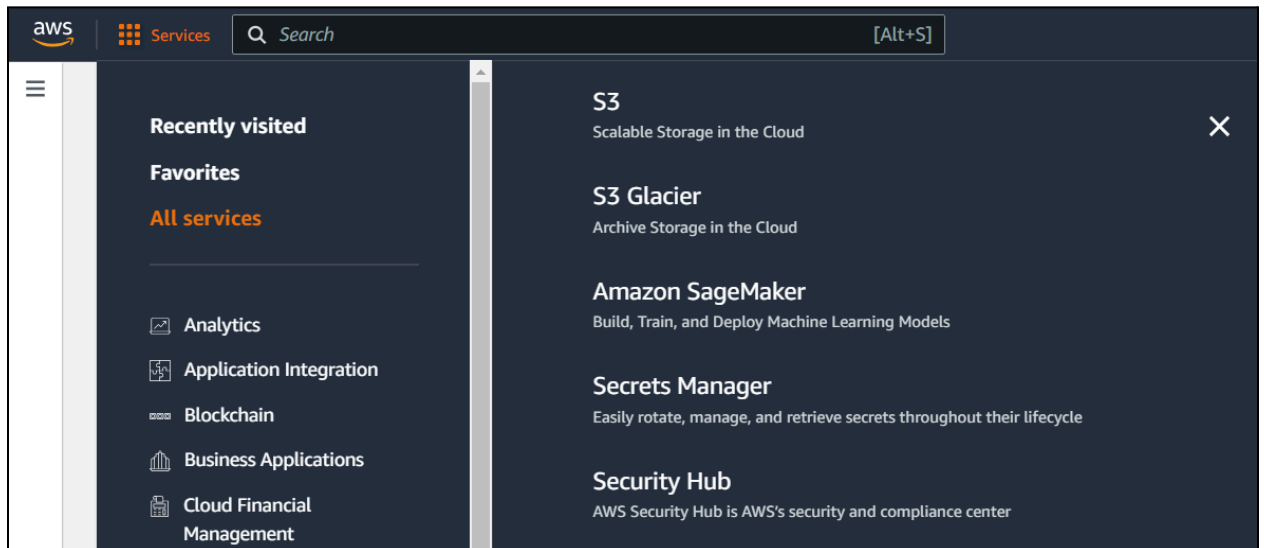 aws
Services
Search
[Alt+S]
Recently visited
Favorites
All services
Analytics
Application Integration
Blockchain
Business Applications
Cloud Financial
Management
S3
Scalable Storage in the Cloud
S3 Glacier
Archive Storage in the Cloud
Amazon SageMaker
Build, Train, and Deploy Machine Learning Models
Secrets Manager
Easily rotate, manage, and retrieve secrets throughout their lifecycle
Security Hub
AWS Security Hub is AWS's security and compliance center